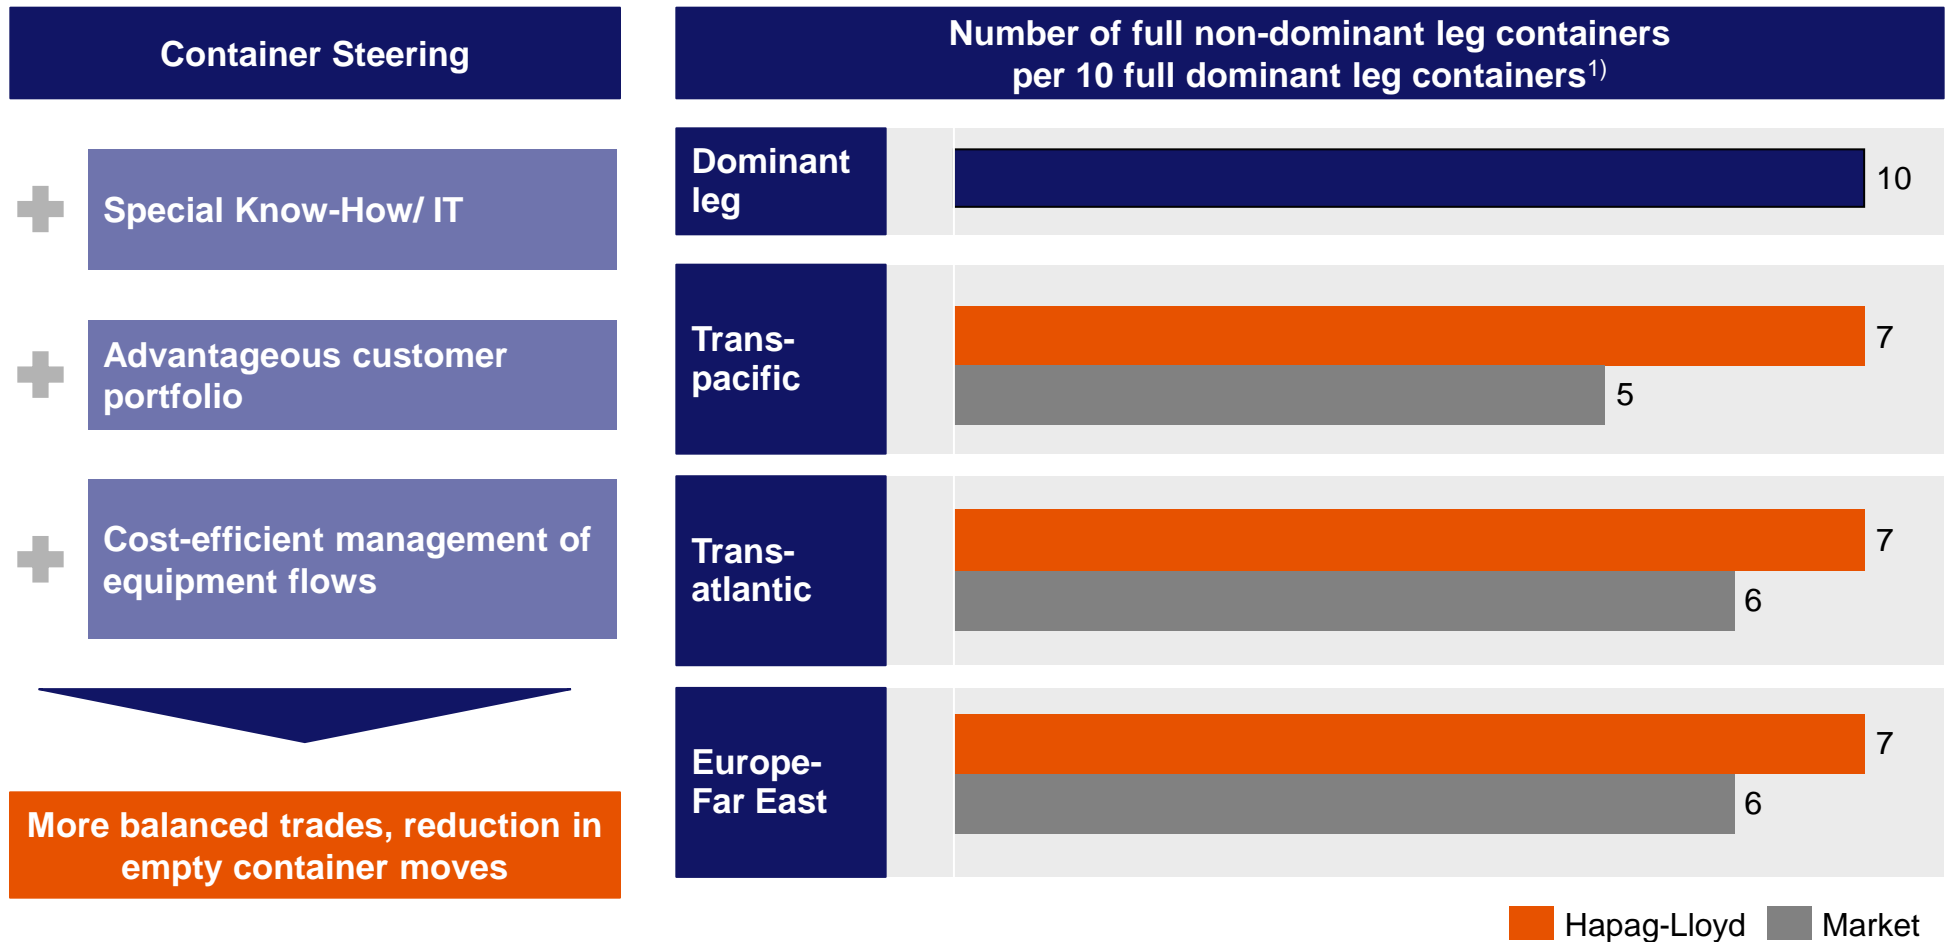 Container Steering
Special Know-How/ IT
Advantageous customer
portfolio
Cost-efficient management of
equipment flows
More balanced trades, reduction in
empty container moves
Number of full non-dominant leg containers
per 10 full dominant leg containers1)
Dominant
leg
10
Trans-
pacific
7
5
Trans-
atlantic
7
6
Europe-
Far East
7
6
Hapag-Lloyd
Market